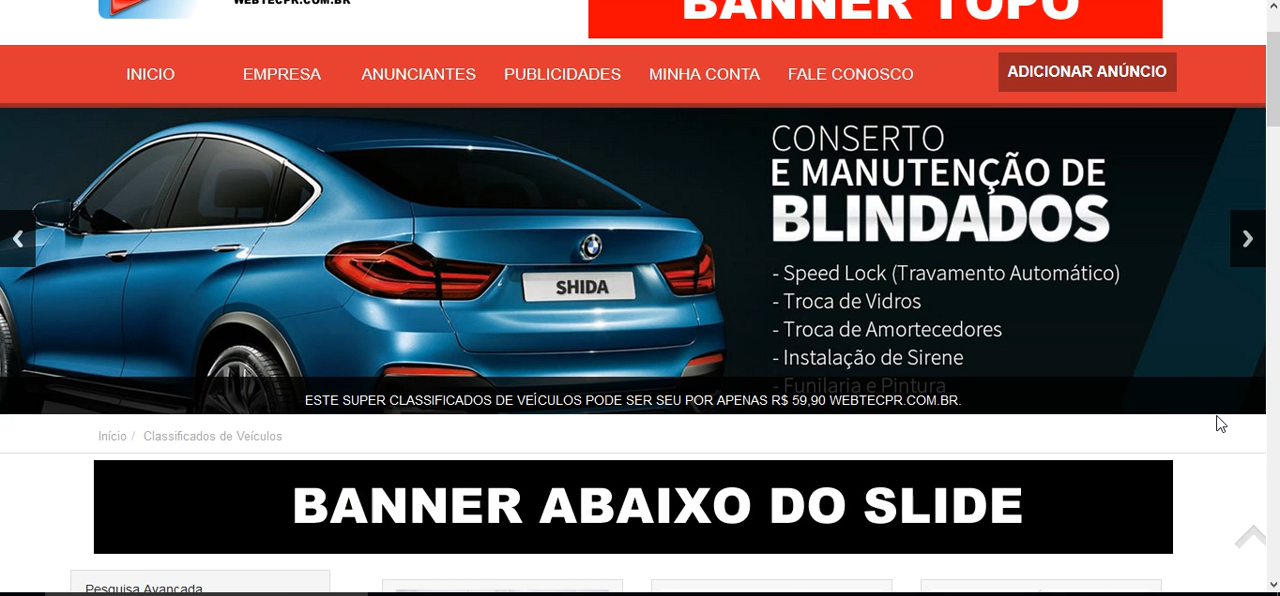 WEBTECPR.COM.BR
BANNER TOPO
INICIO
EMPRESA
ANUNCIANTES
PUBLICIDADES
MINHA CONTA
FALE CONOSCO
ADICIONAR ANÚNCIO
CONSERTO
E MANUTENÇÃO DE
BLINDADOS
- Speed Lock (Travamento Automático)
- Troca de Vidros
- Troca de Amortecedores
- Instalação de Sirene
- Funilaria e Pintura
SHIDA
ESTE SUPER CLASSIFICADOS DE VEÍCULOS PODE SER SEU POR APENAS R$ 59,90 WEBTECPR.COM.BR.
Início / Classificados de Veículos
BANNER ABAIXO DO SLIDE
Pesquisa Avançada